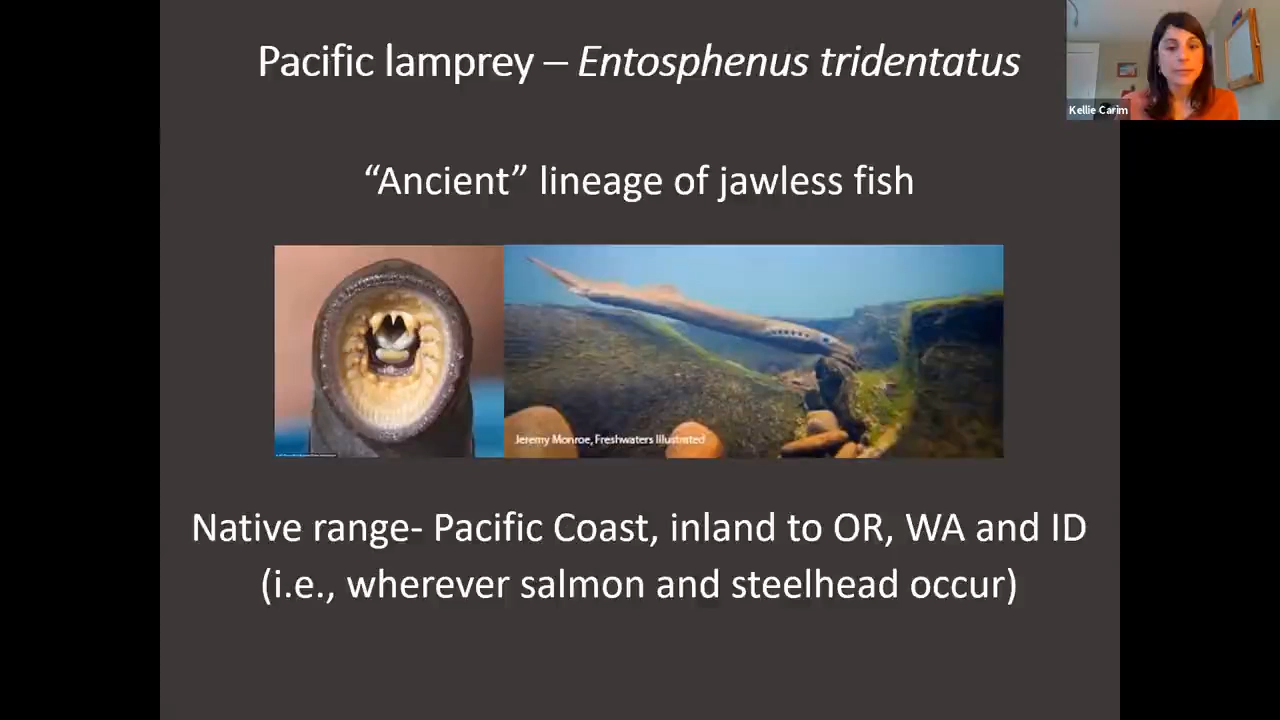 Pacific lamprey – Entosphenus tridentatus
Kellie Carim
“Ancient” lineage of jawless fish
Jeremy Monroe, Freshwaters Illustrated
Native range- Pacific Coast, inland to OR, WA and ID
(i.e., wherever salmon and steelhead occur)